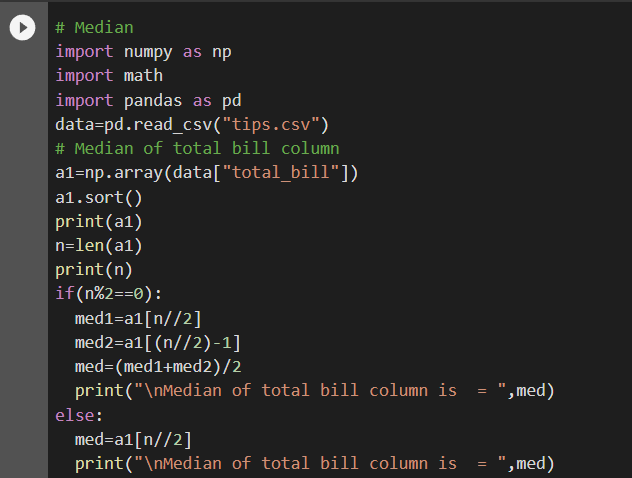 # Median
import numpy as np
import math
import pandas as pd
data=pd.read_csv("tips.csv")
# Median of total bill column
a1=np.array(data["total_bill"])
a1.sort()
print(a1)
n=len(a1)
print(n)
if(n%2==0):
  med1=a1[n//2]
  med2=a1[(n//2)-1]
  med=(med1+med2)/2
  print("\nMedian of total bill column is  = ",med)
else:
  med=a1[n//2]
  print("\nMedian of total bill column is  = ",med)